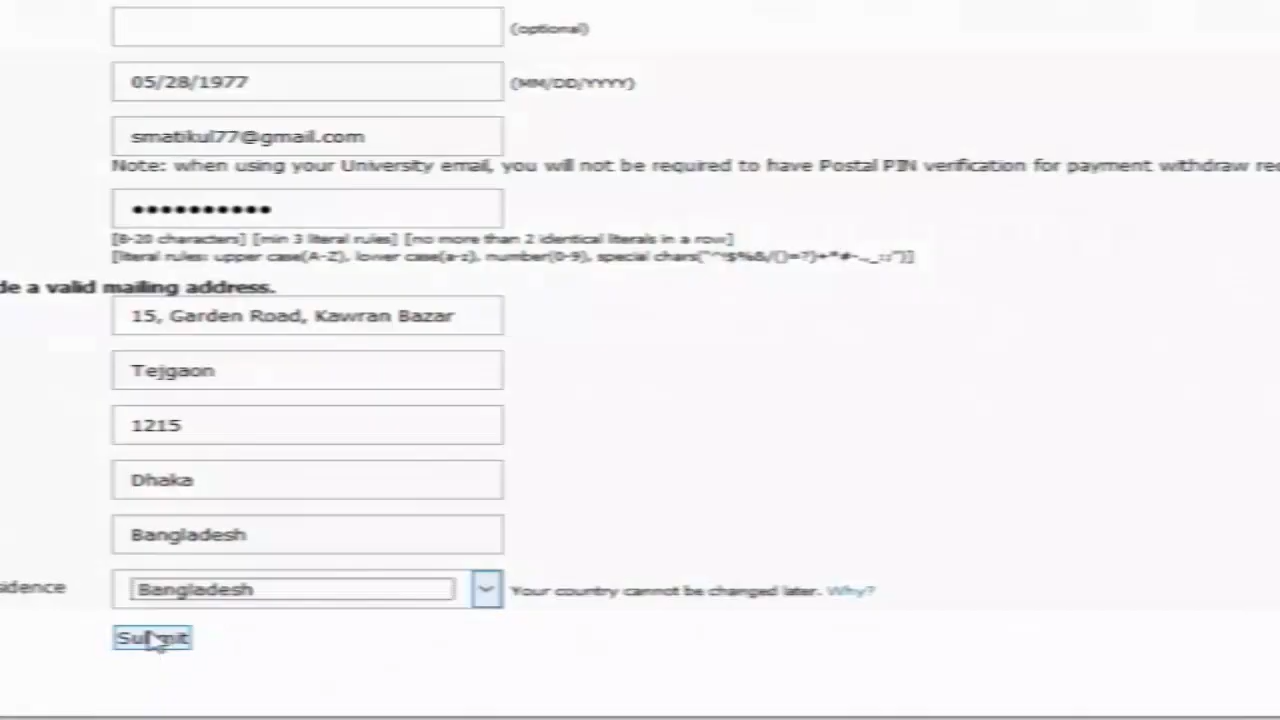 (optional)
05/28/1977 (MM/DD/YYYY)
smatikul77@gmail.com
Note: when using your University email, you will not be required to have Postal PIN verification for payment withdraw re
••••••••••
[8-20 characters] [min 3 literal rules] [no more than 2 identical literals in a row]
[literal rules: upper case(A-Z), lower case(a-z), number(0-9), special chars
de a valid mailing address.
15, Garden Road, Kawran Bazar
Tejgaon
1215
Dhaka
Bangladesh
idence Bangladesh Your country cannot be changed later. Why?
Submit